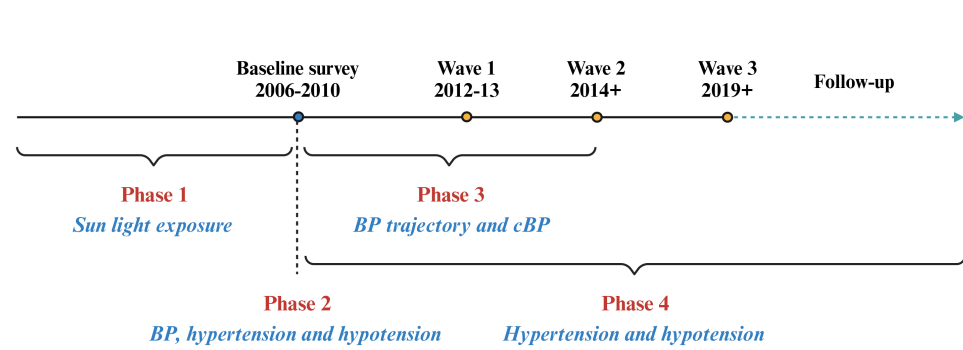 Baseline survey
2006-2010
Wave 1
2012-13
Wave 2
2014+
Wave 3
2019+
Follow-up
Phase 1
Sun light exposure
Phase 3
BP trajectory and cBP
Phase 2
BP, hypertension and hypotension
Phase 4
Hypertension and hypotension